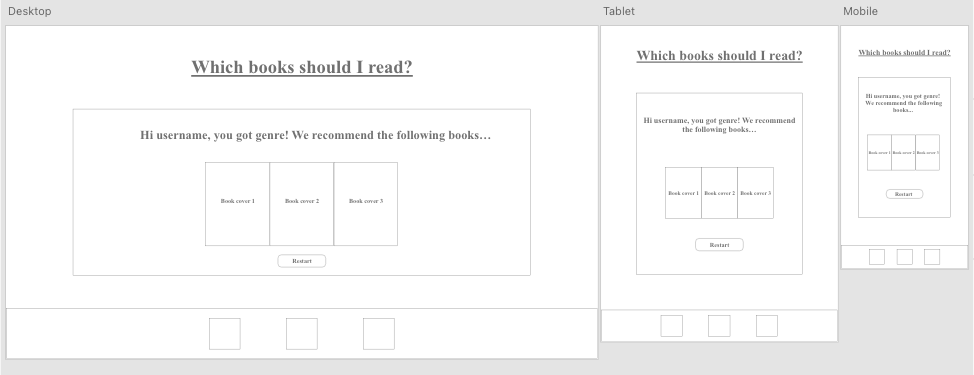 Desktop
Which books should I read?
Hi username, you got genre! We recommend the following books...
Book cover 1 Book cover 2 Book cover 3
Restart
Tablet
Which books should I read?
Hi username, you got genre! We recommend
the following books...
Book cover 1 Book cover 2 Book cover 3
Restart
Mobile
Which books should I read?
Hi username, you got genre!
We recommend the following
books...
Book cover 1 Book cover 2 Book cover 3
Restart